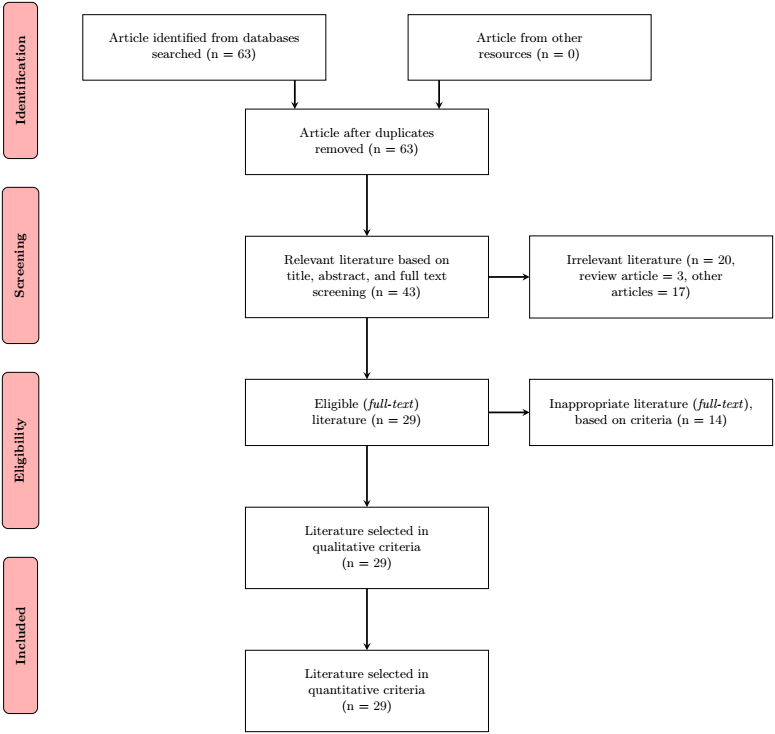 Identification
Article identified from databases
searched (n = 63)
Article from other
resources (n = 0)
Article after duplicates
removed (n = 63)
Screening
Relevant literature based on
title, abstract, and full text
screening (n = 43)
Irrelevant literature (n = 20,
review article = 3, other
articles = 17)
Eligibility
Eligible (full-text)
literature (n = 29)
Inappropriate literature (full-text),
based on criteria (n = 14)
Literature selected in
qualitative criteria
(n = 29)
Included
Literature selected in
quantitative criteria
(n = 29)